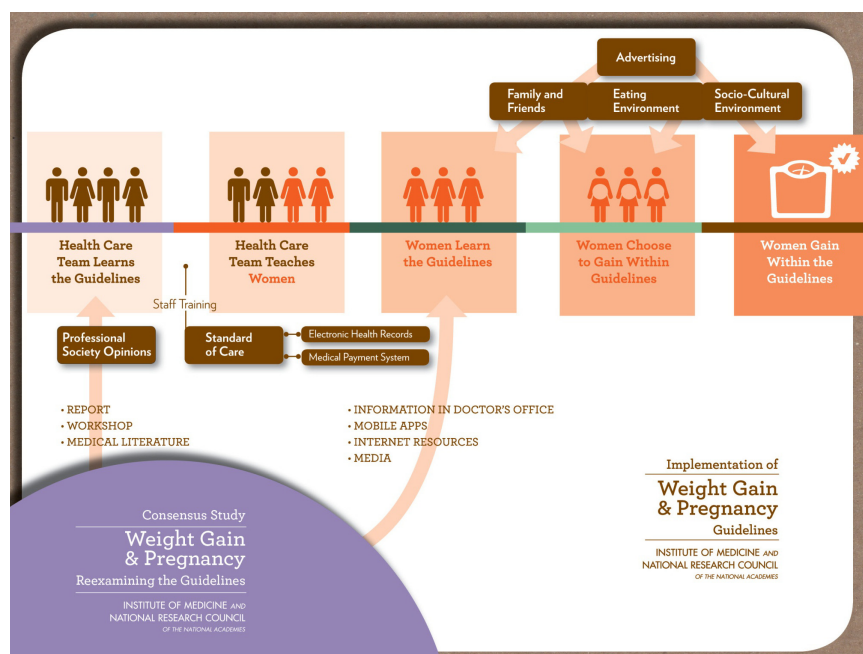 Advertising
Family and
Friends
Eating
Environment
Socio-Cultural
Environment
Health Care
Team Learns
the Guidelines
Health Care
Team Teaches
Women
Women Learn
the Guidelines
Women Choose
to Gain Within
Guidelines
Women Gain
Within the
Guidelines
Staff Training
Professional
Society Opinions
Standard
of Care
Electronic Health Records
Medical Payment System
• REPORT
• WORKSHOP
• MEDICAL LITERATURE
• INFORMATION IN DOCTOR'S OFFICE
• MOBILE APPS
• INTERNET RESOURCES
• MEDIA
Consensus Study
Weight Gain
& Pregnancy
Reexamining the Guidelines
INSTITUTE OF MEDICINE AND
NATIONAL RESEARCH COUNCIL
OF THE NATIONAL ACADEMIES
Implementation of
Weight Gain
& Pregnancy
Guidelines
INSTITUTE OF MEDICINE AND
NATIONAL RESEARCH COUNCIL
OF THE NATIONAL ACADEMIES